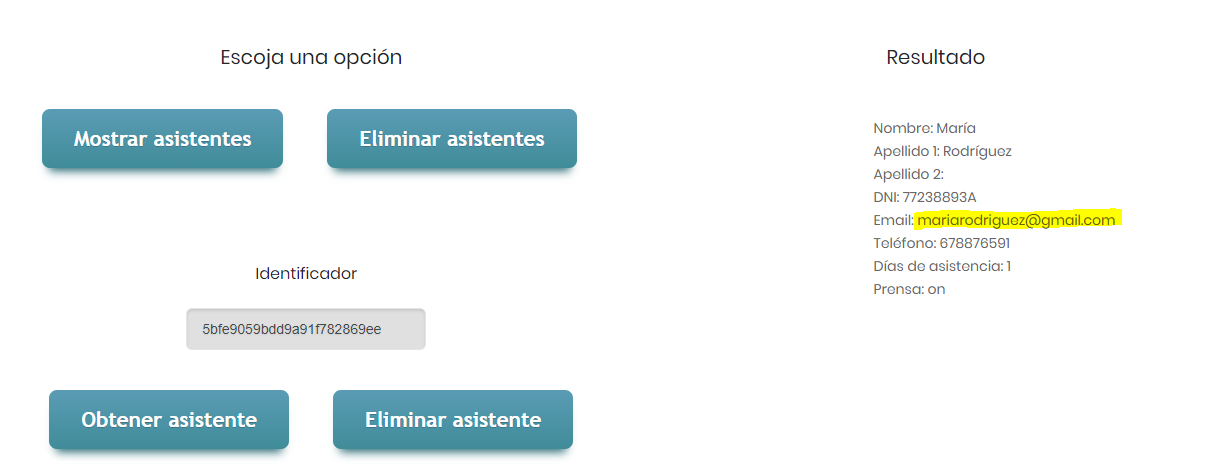 Escoja una opción
Mostrar asistentes
Eliminar asistentes
Identificador
5bfe9059bdd9a91f782869ee
Obtener asistente
Eliminar asistente
Resultado
Nombre: María
Apellido 1: Rodríguez
Apellido 2:
DNI: 77238893A
Email: mariarodriguez@gmail.com
Teléfono: 678876591
Días de asistencia: 1
Prensa: on